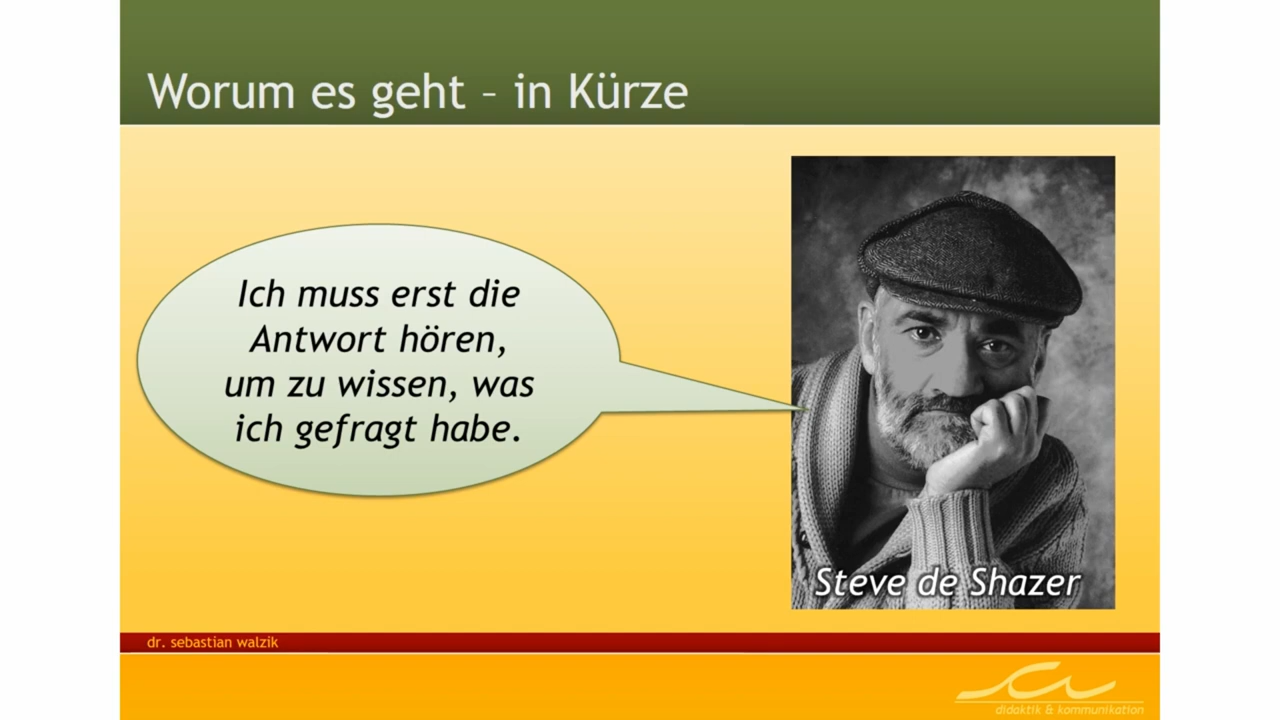 Worum es geht – in Kürze
Ich muss erst die
Antwort hören,
um zu wissen, was
ich gefragt habe.
Steve de Shazer
dr. sebastian walzik
didaktik & kommunikation